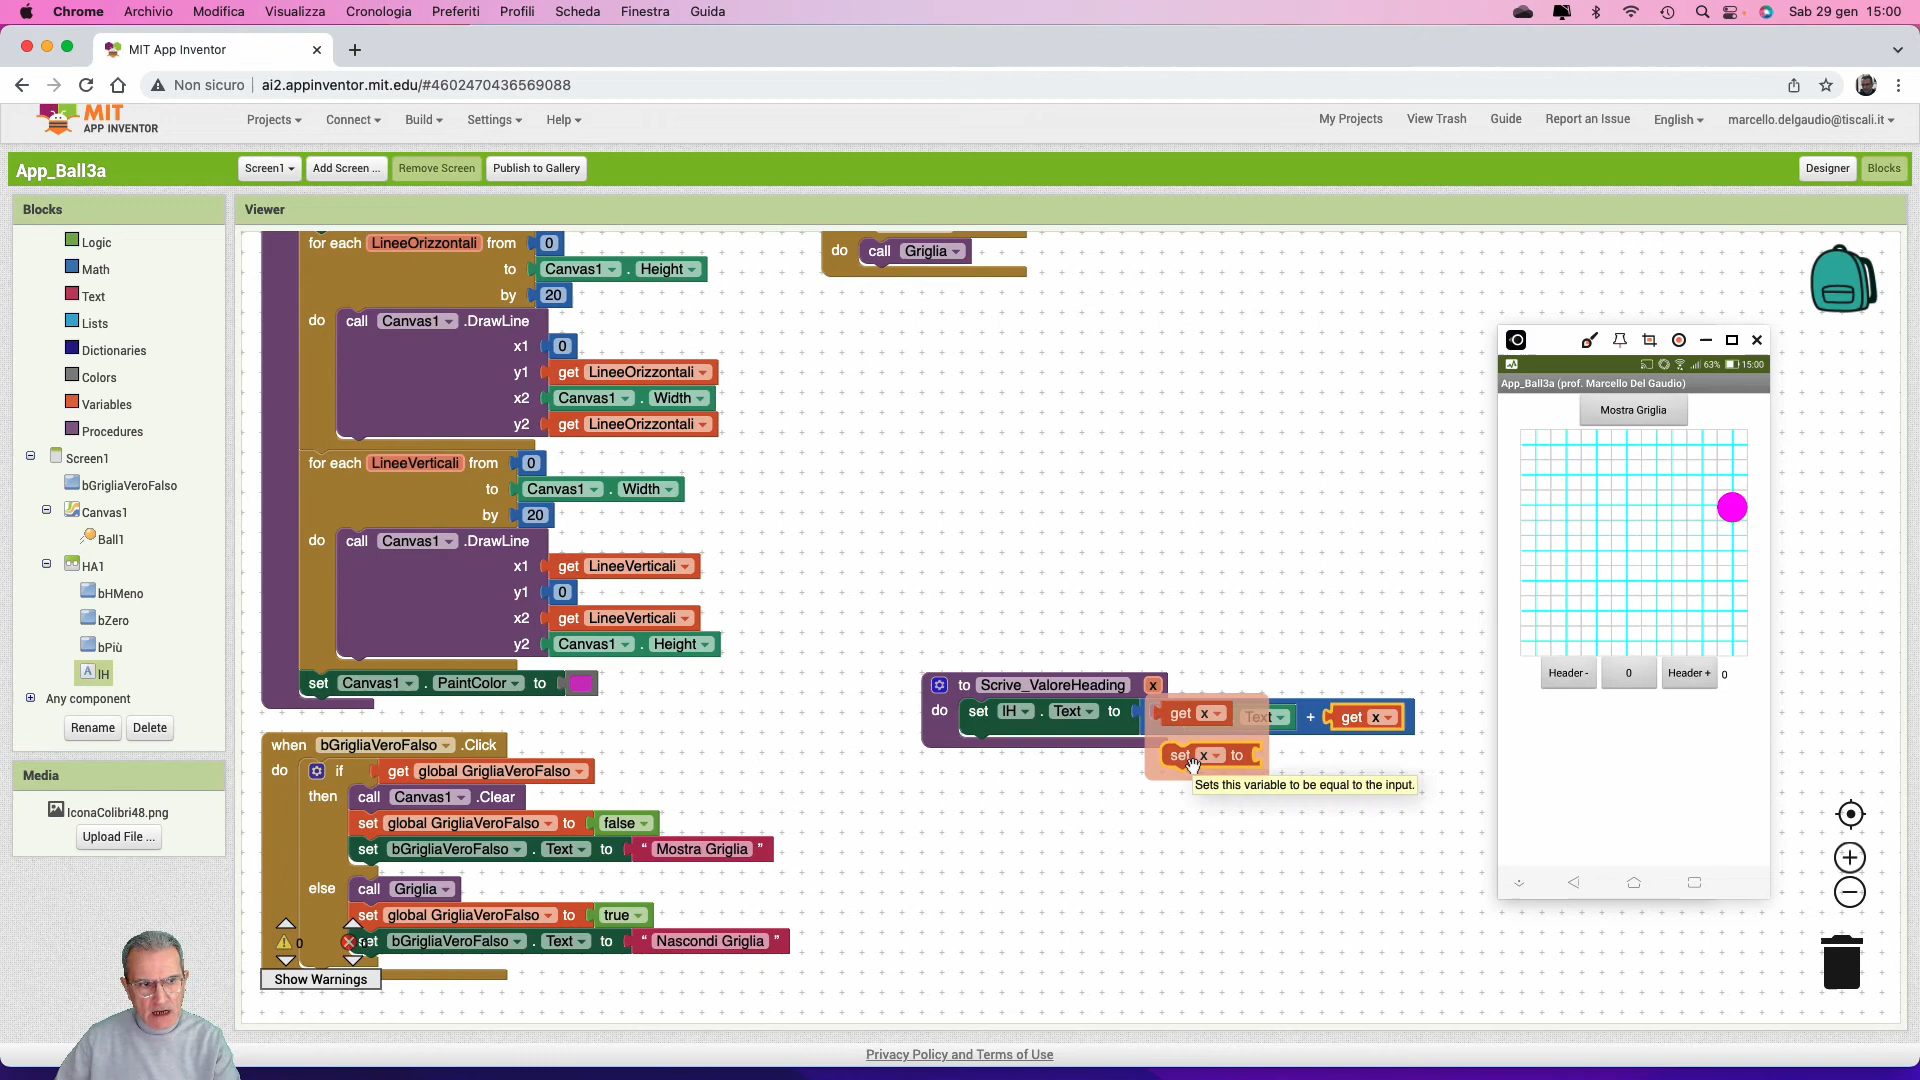 Chrome Archivio Modifica Visualizza Cronologia Preferiti Profili Scheda Finestra Guida Sab 29 gen 15:00
MIT App Inventor
Non sicuro ai2.appinventor.mit.edu/#4602470436569088
MIT
APP INVENTOR
Projects Connect Build Settings Help My Projects View Trash Guide Report an Issue English marcello.delgaudio@tiscali.it
App_Ball3a Screen1 Add Screen ... Remove Screen Publish to Gallery Designer Blocks
Blocks
Logic
Math
Text
Lists
Dictionaries
Colors
Variables
Procedures
Screen1
bGrigliaVeroFalso
Canvas1
Ball1
HA1
bHMeno
bZero
bPiù
lH
Any component
Rename Delete
Media
IconaColibri48.png
Upload File ...
Viewer
for each LineeOrizzontali from 0
to Canvas1 . Height
by 20
do call Canvas1 .DrawLine
x1 0
y1 get LineeOrizzontali
x2 Canvas1 . Width
y2 get LineeOrizzontali
for each LineeVerticali from 0
to Canvas1 . Width
by 20
do call Canvas1 .DrawLine
x1 get LineeVerticali
y1 0
x2 get LineeVerticali
y2 Canvas1 . Height
set Canvas1 . PaintColor to
when bGrigliaVeroFalso .Click
do if get global GrigliaVeroFalso
then call Canvas1 .Clear
set global GrigliaVeroFalso to false
set bGrigliaVeroFalso . Text to “ Mostra Griglia ”
else call Griglia
set global GrigliaVeroFalso to true
set bGrigliaVeroFalso . Text to “ Nascondi Griglia ”
0
Show Warnings
do call Griglia
to Scrive_ValoreHeading x
do set lH . Text to get x Text + get x
set x to
Sets this variable to be equal to the input.
63% 15:00
App_Ball3a (prof. Marcello Del Gaudio)
Mostra Griglia
Header - 0 Header + 0
Privacy Policy and Terms of Use